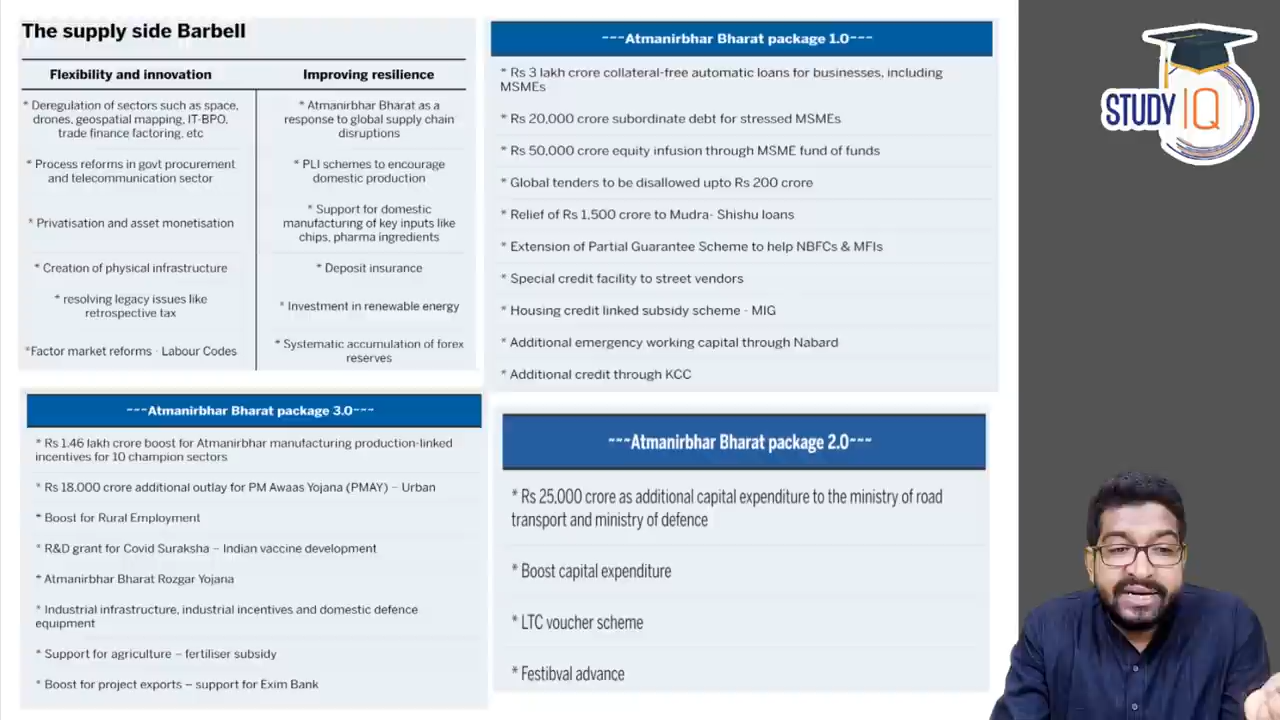 The supply side Barbell
Flexibility and innovation
Improving resilience
* Deregulation of sectors such as space,
drones, geospatial mapping, IT-BPO,
trade finance factoring, etc
* Atmanirbhar Bharat as a
response to global supply chain
disruptions
* Process reforms in govt procurement
and telecommunication sector
* PLI schemes to encourage
domestic production
* Privatisation and asset monetisation
* Support for domestic
manufacturing of key inputs like
chips, pharma ingredients
* Creation of physical infrastructure
* Deposit insurance
* resolving legacy issues like
retrospective tax
* Investment in renewable energy
*Factor market reforms - Labour Codes
* Systematic accumulation of forex
reserves
---Atmanirbhar Bharat package 1.0---
* Rs 3 lakh crore collateral-free automatic loans for businesses, including
MSMEs
* Rs 20,000 crore subordinate debt for stressed MSMEs
* Rs 50,000 crore equity infusion through MSME fund of funds
* Global tenders to be disallowed upto Rs 200 crore
* Relief of Rs 1,500 crore to Mudra- Shishu loans
* Extension of Partial Guarantee Scheme to help NBFCs & MFIs
* Special credit facility to street vendors
* Housing credit linked subsidy scheme - MIG
* Additional emergency working capital through Nabard
* Additional credit through KCC
---Atmanirbhar Bharat package 3.0---
* Rs 1.46 lakh crore boost for Atmanirbhar manufacturing production-linked
incentives for 10 champion sectors
* Rs 18.000 crore additional outlay for PM Awaas Yojana (PMAY) – Urban
* Boost for Rural Employment
* R&D grant for Covid Suraksha – Indian vaccine development
* Atmanirbhar Bharat Rozgar Yojana
* Industrial infrastructure, industrial incentives and domestic defence
equipment
* Support for agriculture – fertiliser subsidy
* Boost for project exports – support for Exim Bank
---Atmanirbhar Bharat package 2.0---
* Rs 25,000 crore as additional capital expenditure to the ministry of road
transport and ministry of defence
* Boost capital expenditure
* LTC voucher scheme
* Festibval advance
STUDY IQ